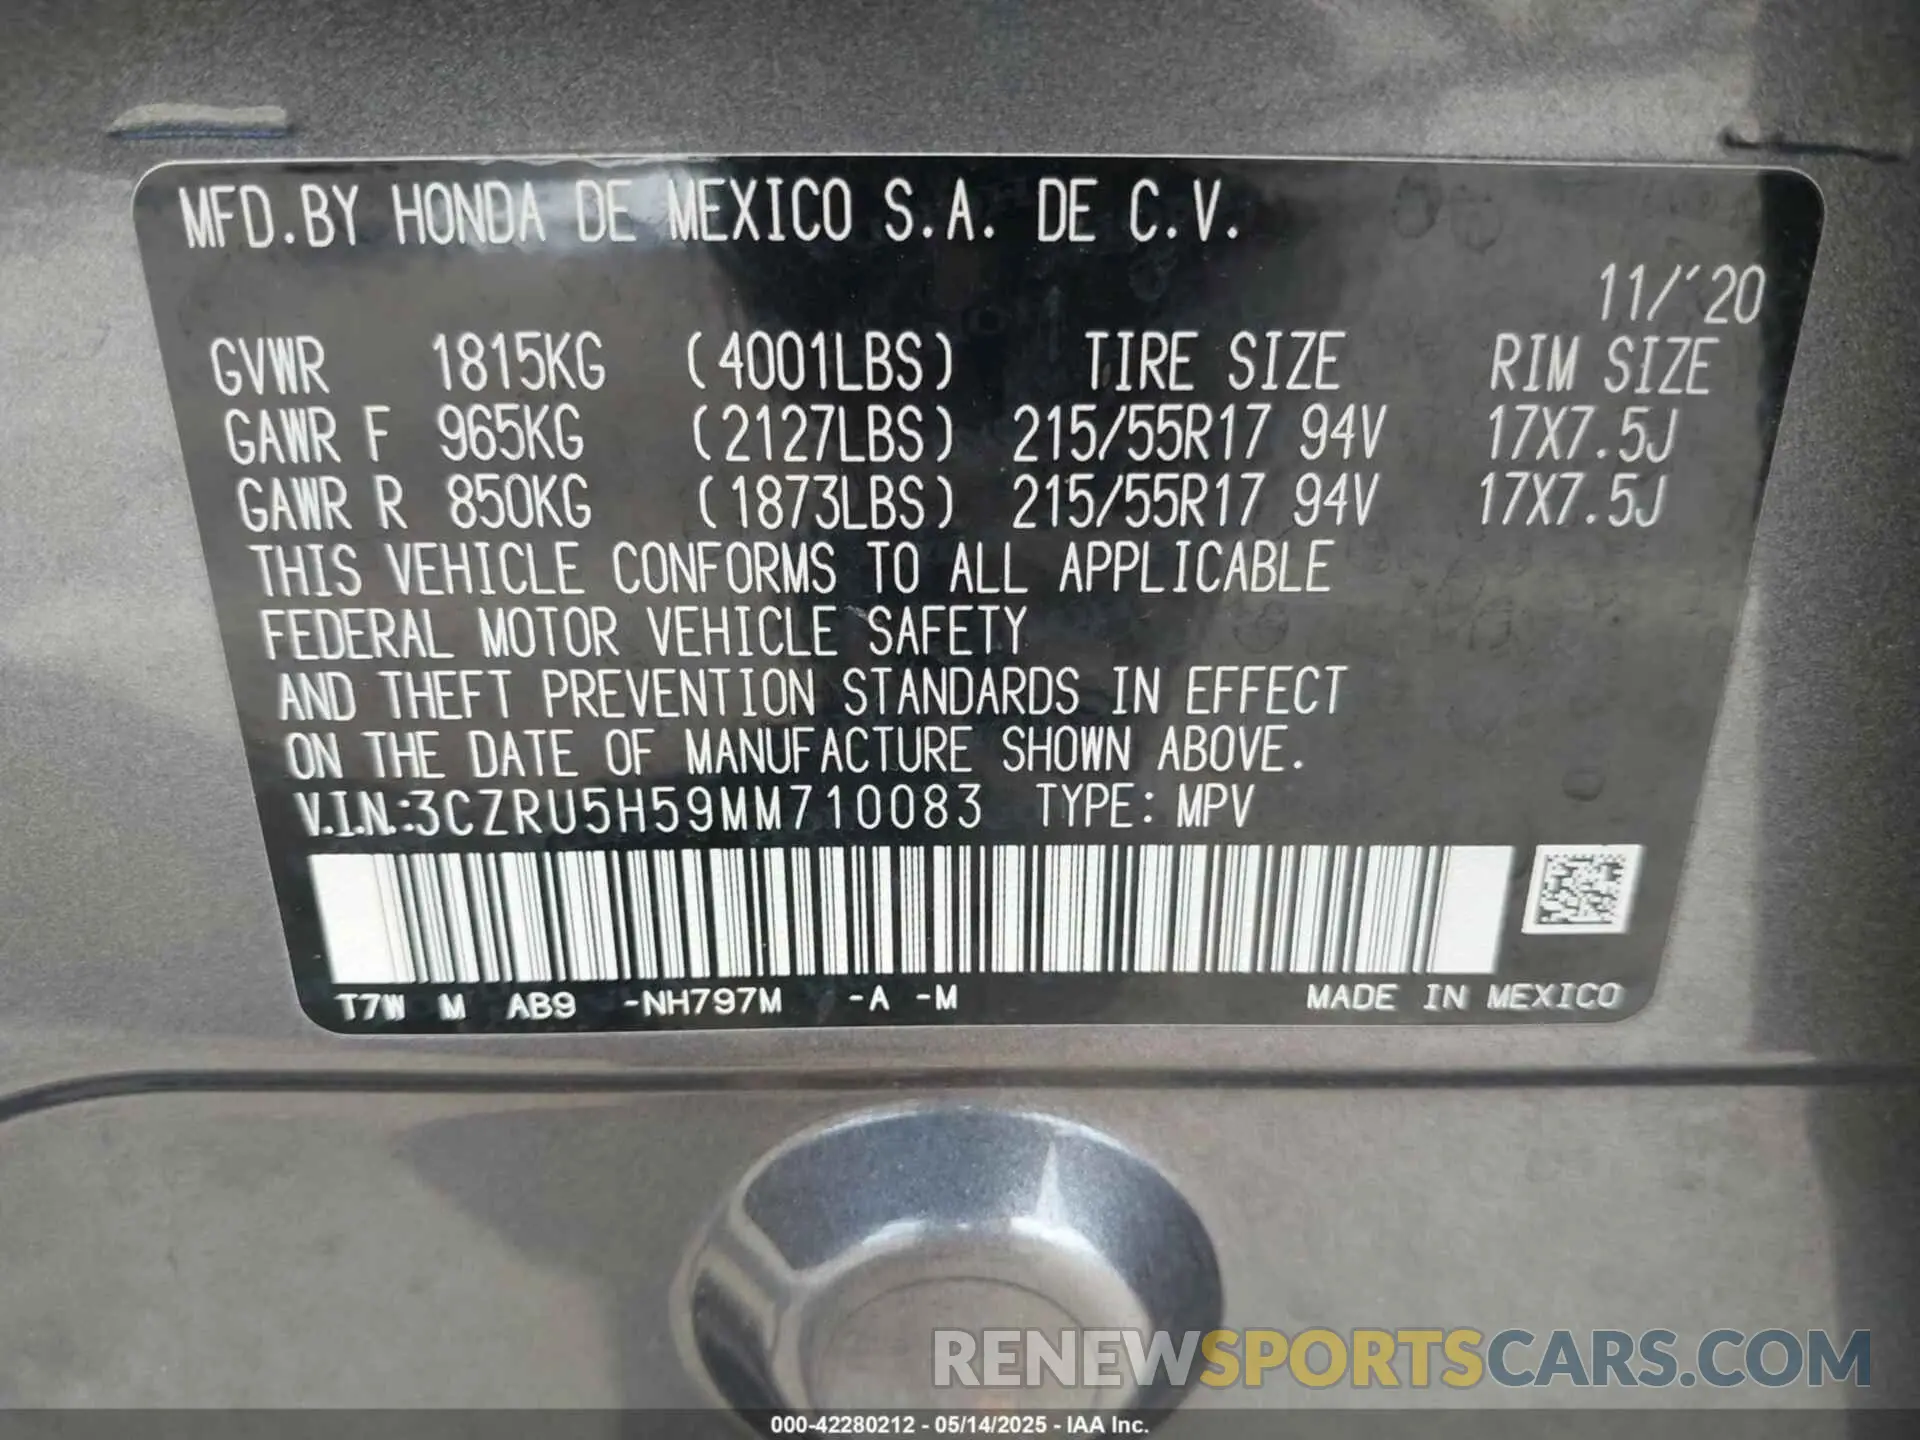 MFD.BY HONDA DE MEXICO S.A. DE C.V.
11/'20
GVWR 1815KG (4001LBS) TIRE SIZE RIM SIZE
GAWR F 965KG (2127LBS) 215/55R17 94V 17X7.5J
GAWR R 850KG (1873LBS) 215/55R17 94V 17X7.5J
THIS VEHICLE CONFORMS TO ALL APPLICABLE
FEDERAL MOTOR VEHICLE SAFETY
AND THEFT PREVENTION STANDARDS IN EFFECT
ON THE DATE OF MANUFACTURE SHOWN ABOVE.
V.I.N.:3CZRU5H59MM710083 TYPE: MPV
T7W M AB9 -NH797M -A -M MADE IN MEXICO
RENEWSPORTSCARS.COM
000-42280212 - 05/14/2025 - IAA Inc.